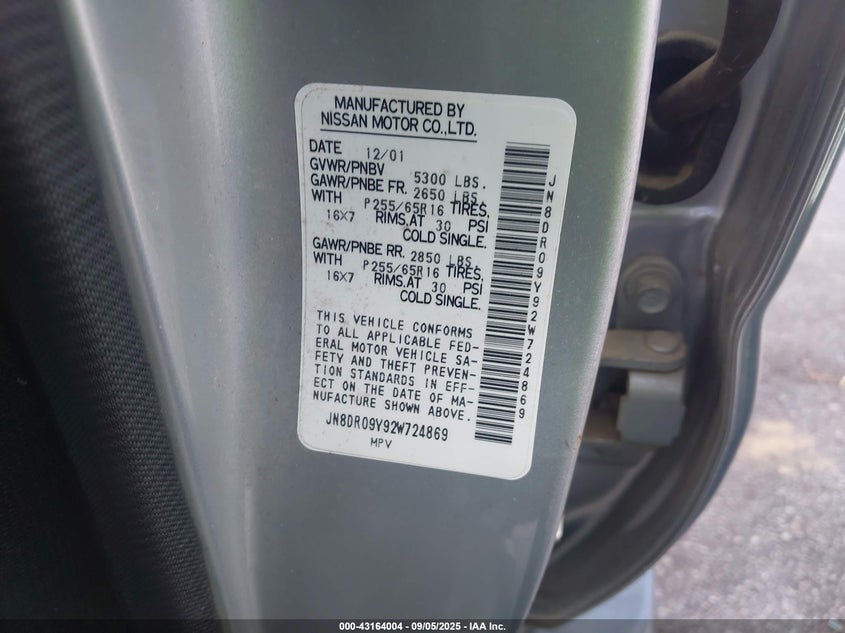 MANUFACTURED BY
NISSAN MOTOR CO.,LTD.
DATE 12/01
GVWR/PNBV 5300 LBS.
GAWR/PNBE FR. 2650 LBS.
WITH P255/65R16 TIRES,
16X7 RIMS,AT 30 PSI
COLD SINGLE.
GAWR/PNBE RR. 2850 LBS.
WITH P255/65R16 TIRES,
16X7 RIMS,AT 30 PSI
COLD SINGLE.
THIS VEHICLE CONFORMS
TO ALL APPLICABLE FED-
ERAL MOTOR VEHICLE SA-
FETY AND THEFT PREVEN-
TION STANDARDS IN EFF-
ECT ON THE DATE OF MA-
NUFACTURE SHOWN ABOVE.
JN8DR09Y92W724869
MPV
JN8DR09Y92W724869
000-43164004 - 09/05/2025 - IAA Inc.